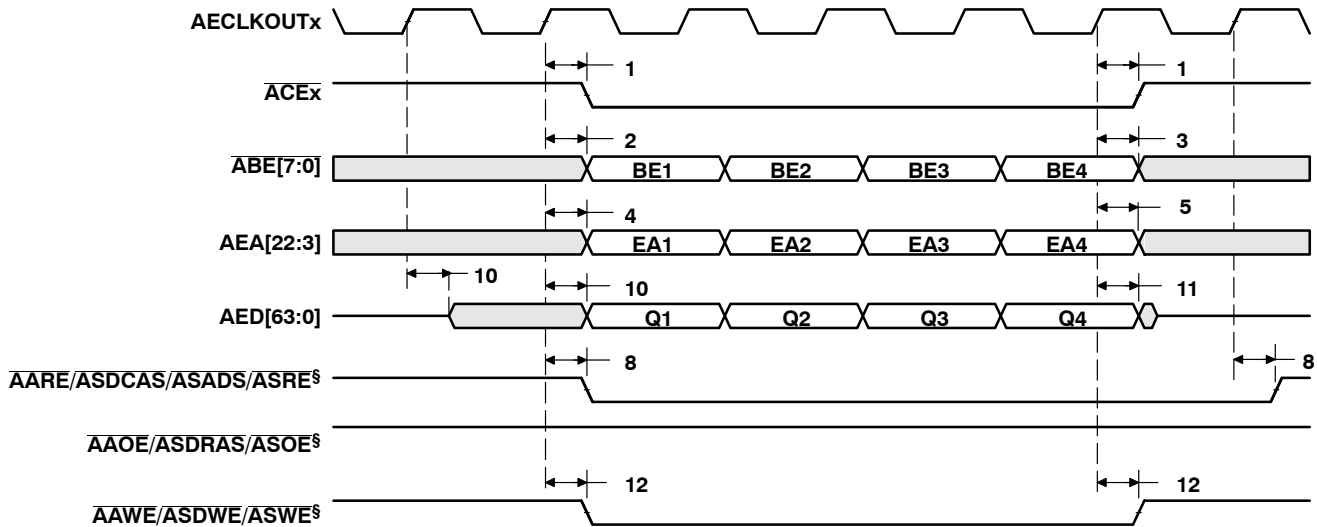 AECLKOUTx
1 1
ACEx
2 3
ABE[7:0] BE1 BE2 BE3 BE4
4 5
AEA[22:3] EA1 EA2 EA3 EA4
10
10 11
AED[63:0] Q1 Q2 Q3 Q4
8 8
AARE/ASDCAS/ASADS/ASRE§
AAOE/ASDRAS/ASOE§
12 12
AAWE/ASDWE/ASWE§